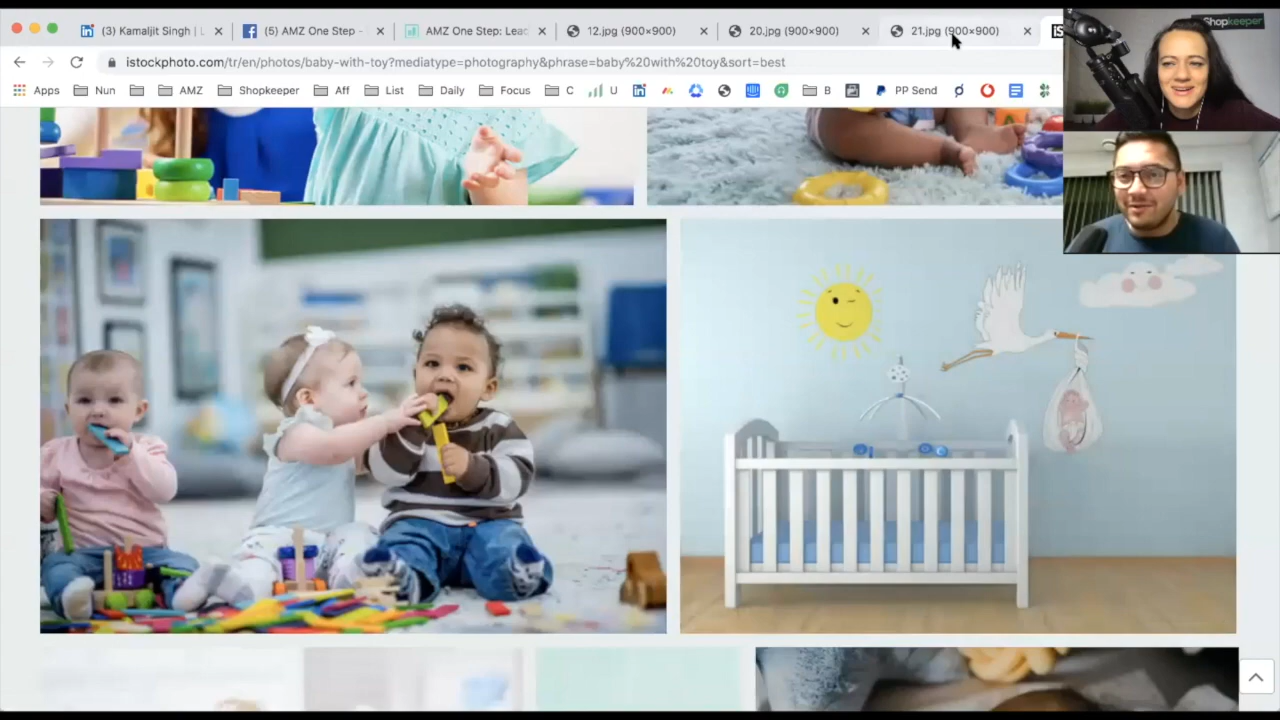 (3) Kamaljit Singh | L
(5) AMZ One Step
AMZ One Step: Lead
12.jpg (900×900)
20.jpg (900×900)
21.jpg (900×900)
Shopkeeper
istockphoto.com/tr/en/photos/baby-with-toy?mediatype=photography&phrase=baby%20with%20toy&sort=best
Apps
Nun
AMZ
Shopkeeper
Aff
List
Daily
Focus
C
U
B
PP Send